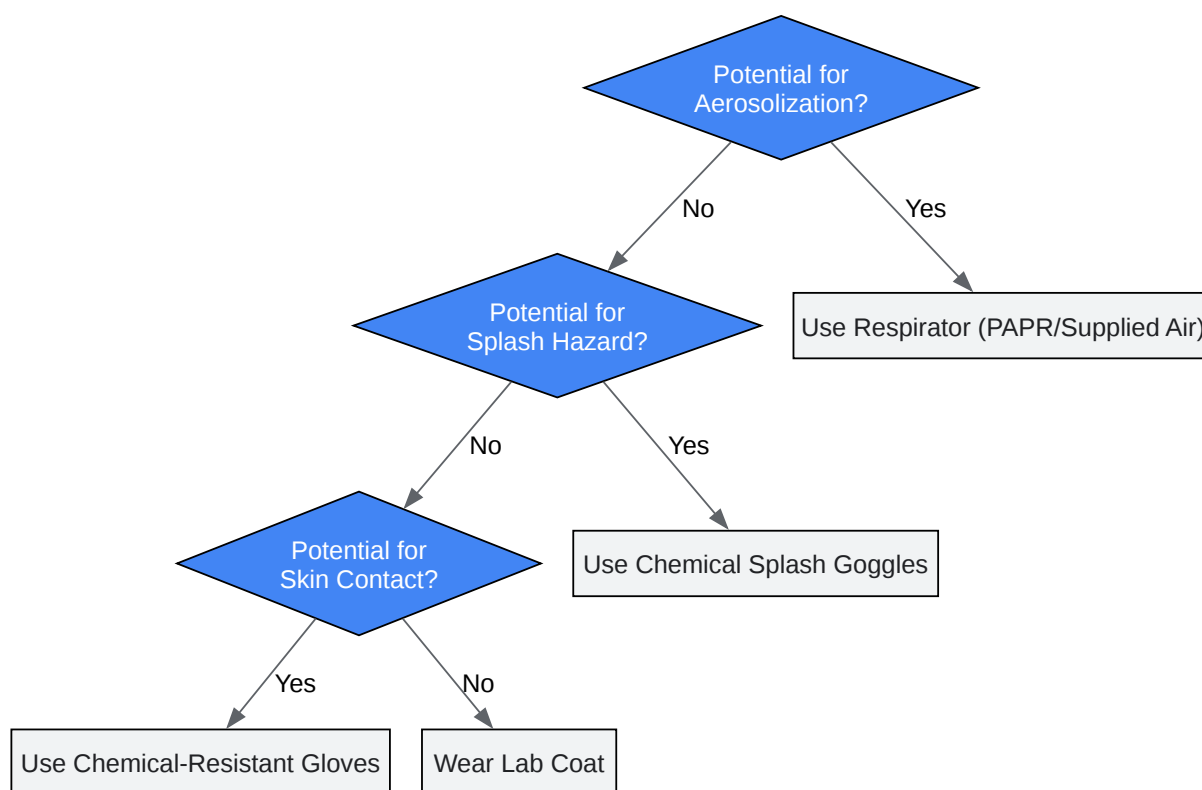 Potential for
Aerosolization?
No
Yes
Potential for
Splash Hazard?
Use Respirator (PAPR/Supplied Air)
No
Yes
Potential for
Skin Contact?
Use Chemical Splash Goggles
Yes
No
Use Chemical-Resistant Gloves
Wear Lab Coat